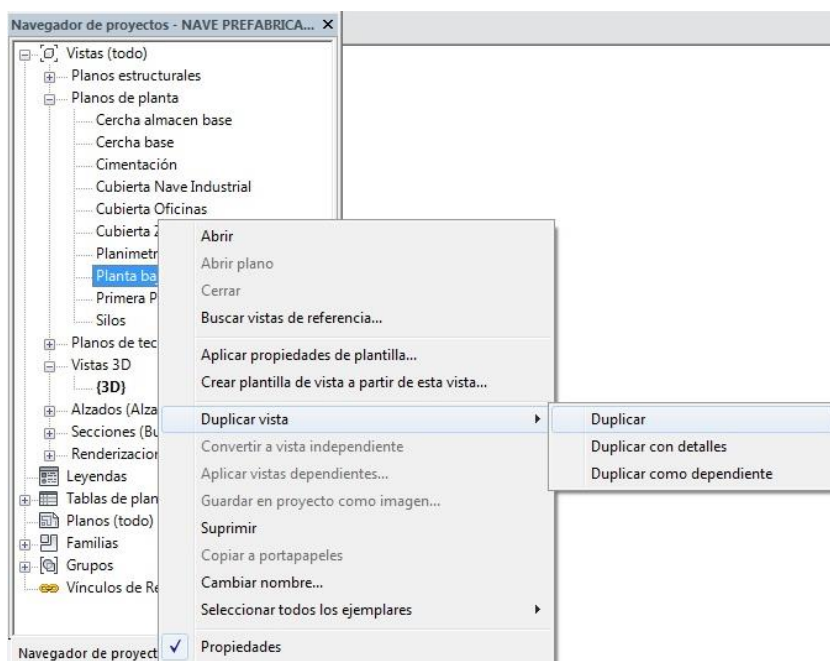 Navegador de proyectos - NAVE PREFABRICA...
Vistas (todo)
Planos estructurales
Planos de planta
Cercha almacen base
Cercha base
Cimentación
Cubierta Nave Industrial
Cubierta Oficinas
Cubierta
Planimetr
Planta ba
Primera P
Silos
Planos de tec
Vistas 3D
{3D}
Alzados (Alza
Secciones (Bu
Renderizacior
Leyendas
Tablas de plan
Planos (todo)
Familias
Grupos
Vínculos de Re
Navegador de proyect
Abrir
Abrir plano
Cerrar
Buscar vistas de referencia...
Aplicar propiedades de plantilla...
Crear plantilla de vista a partir de esta vista...
Duplicar vista
Convertir a vista independiente
Aplicar vistas dependientes...
Guardar en proyecto como imagen...
Suprimir
Copiar a portapapeles
Cambiar nombre...
Seleccionar todos los ejemplares
Propiedades
Duplicar
Duplicar con detalles
Duplicar como dependiente